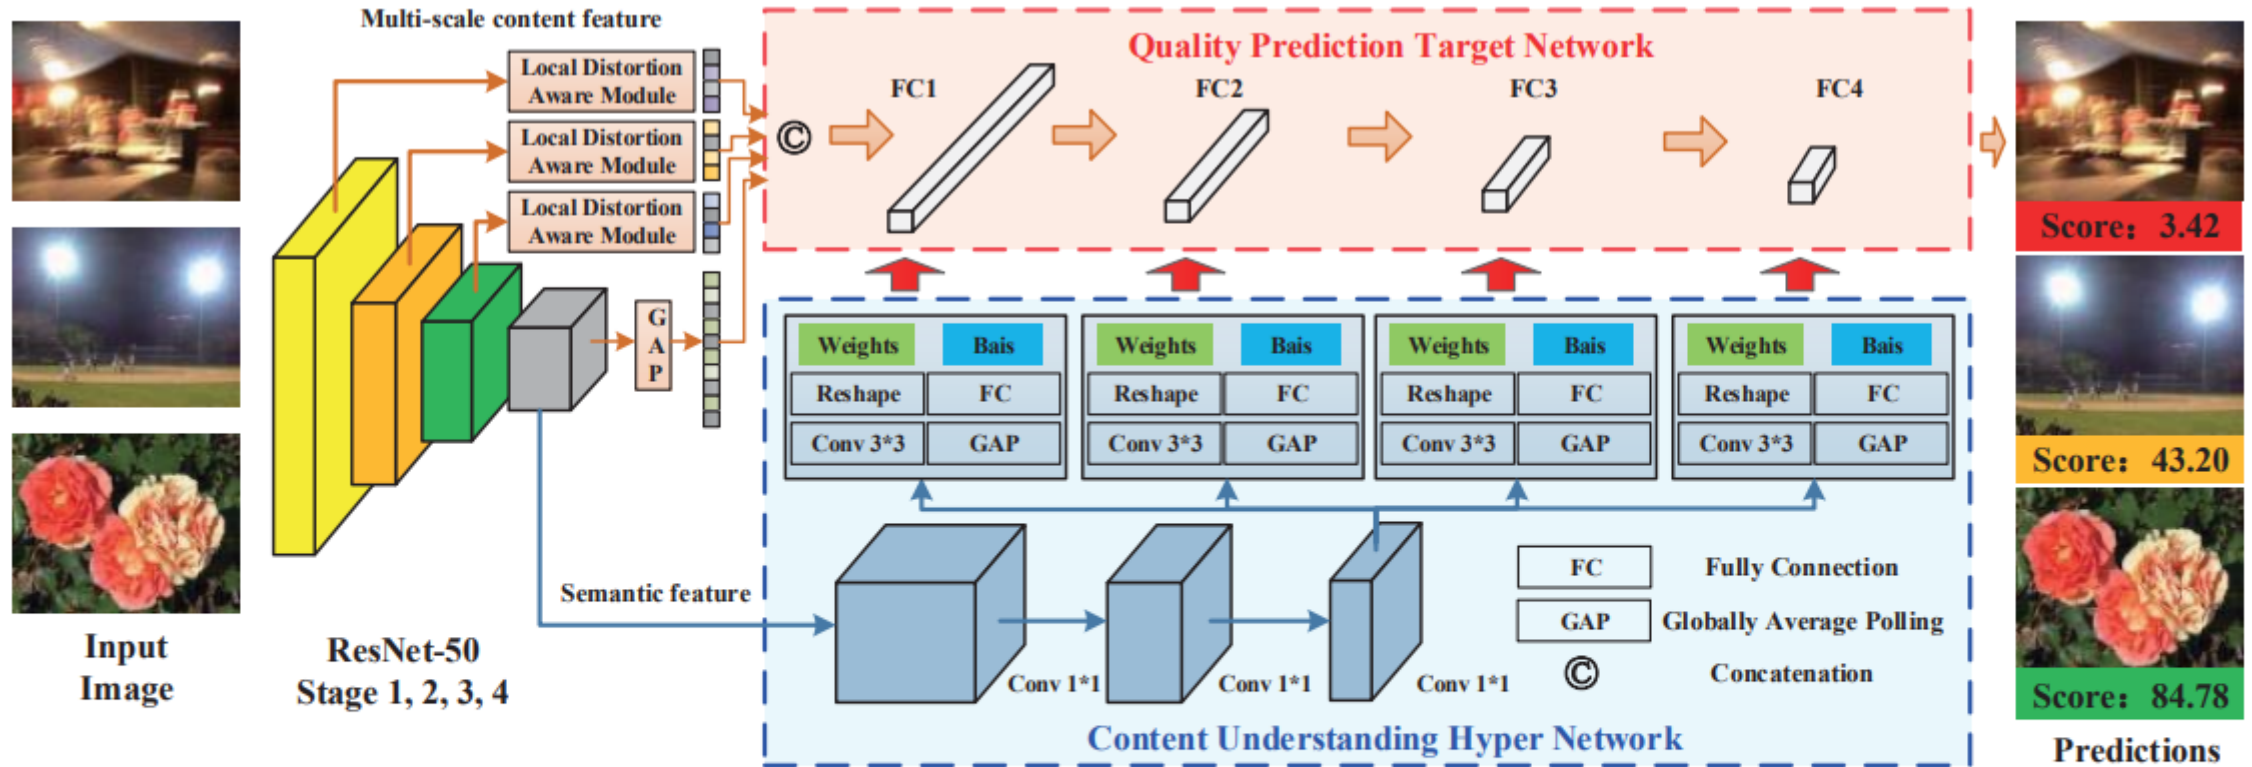 Multi-scale content feature
Local Distortion
Aware Module
Local Distortion
Aware Module
Local Distortion
Aware Module
G
A
P
Input
Image
ResNet-50
Stage 1, 2, 3, 4
Semantic feature
Quality Prediction Target Network
©
FC1
FC2
FC3
FC4
Weights Bais
Reshape FC
Conv 3*3 GAP
Weights Bais
Reshape FC
Conv 3*3 GAP
Weights Bais
Reshape FC
Conv 3*3 GAP
Weights Bais
Reshape FC
Conv 3*3 GAP
Conv 1*1
Conv 1*1
Conv 1*1
FC Fully Connection
GAP Globally Average Polling
© Concatenation
Content Understanding Hyper Network
Score: 3.42
Score: 43.20
Score: 84.78
Predictions